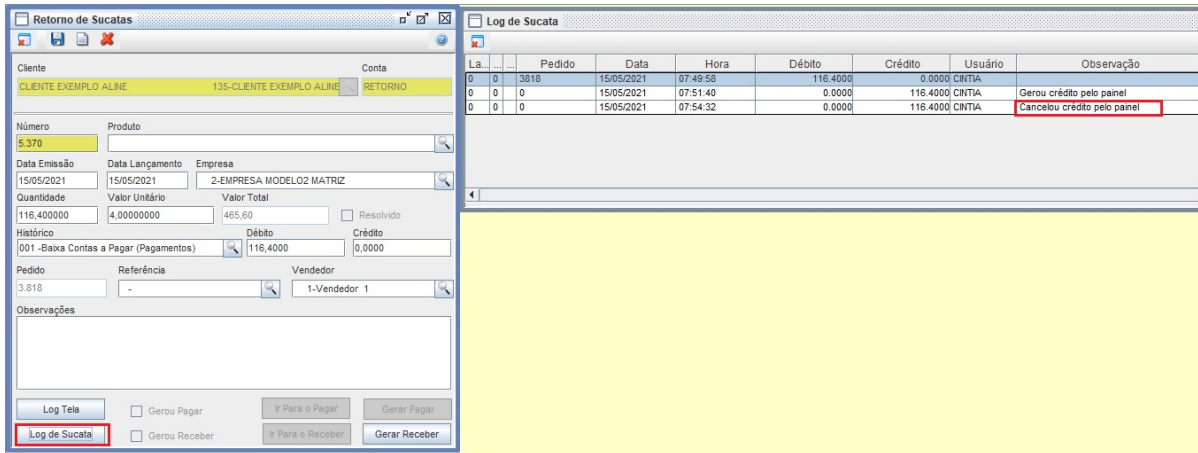 Retorno de Sucatas
Cliente Conta
CLIENTE EXEMPLO ALINE 135-CLIENTE EXEMPLO ALINE RETORNO
Número Produto
5.370
Data Emissão Data Lançamento Empresa
15/05/2021 15/05/2021 2-EMPRESA MODELO2 MATRIZ
Quantidade Valor Unitário Valor Total
116,400000 4,00000000 465,60 Resolvido
Histórico Débito Crédito
001 -Baixa Contas a Pagar (Pagamentos) 116,4000 0,0000
Pedido Referência Vendedor
3.818 - 1-Vendedor 1
Observações
Log Tela Gerou Pagar Ir Para o Pagar Gerar Pagar
Log de Sucata Gerou Receber Ir Para o Receber Gerar Receber
Log de Sucata
La... ... ... Pedido Data Hora Débito Crédito Usuário Observação
0 0 3818 15/05/2021 07:49:58 116.4000 0.0000 CINTIA
0 0 0 15/05/2021 07:51:40 0.0000 116.4000 CINTIA Gerou crédito pelo painel
0 0 0 15/05/2021 07:54:32 0.0000 116.4000 CINTIA Cancelou crédito pelo painel